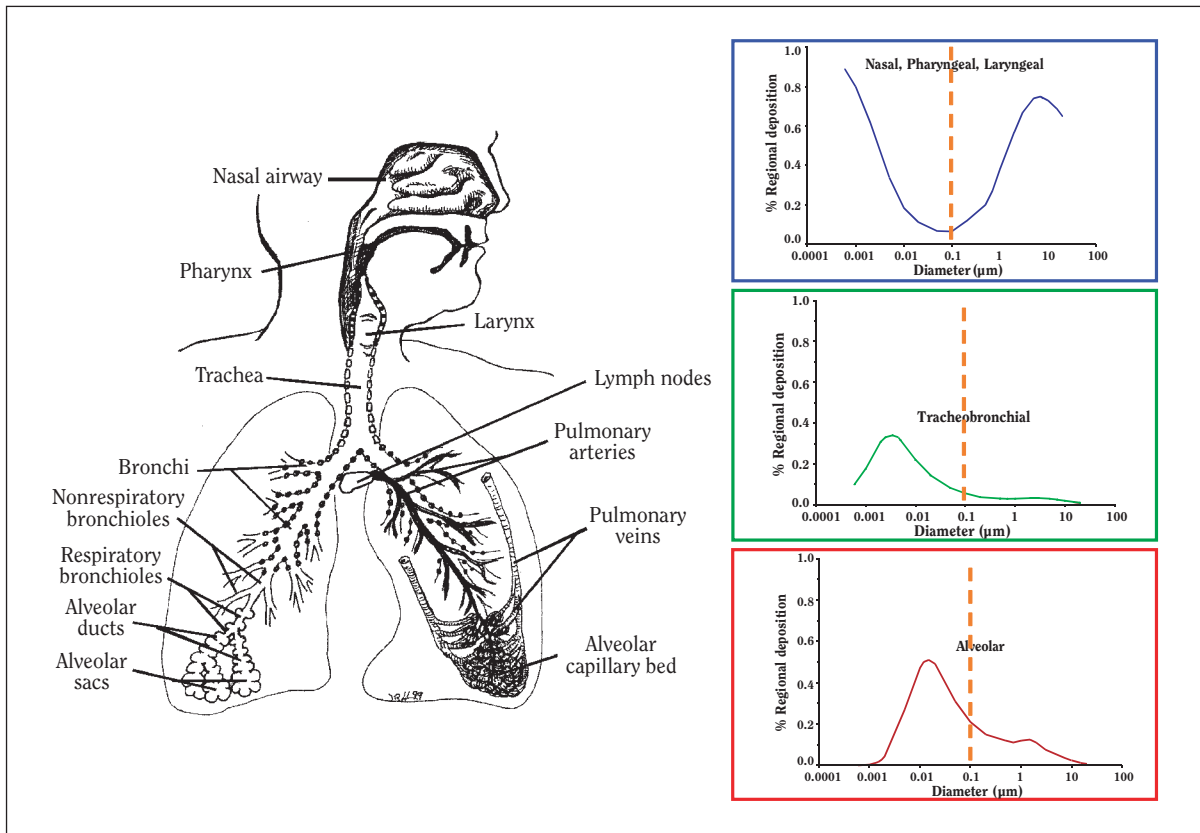 Nasal airway
Pharynx
Larynx
Trachea
Lymph nodes
Pulmonary
arteries
Bronchi
Nonrespiratory
bronchioles
Pulmonary
veins
Respiratory
bronchioles
Alveolar
ducts
Alveolar
sacs
Alveolar
capillary bed
Nasal, Pharyngeal, Laryngeal
% Regional deposition
1.0
0.8
0.6
0.4
0.2
0.0
0.0001 0.001 0.01 0.1 1 10 100
Diameter (µm)
Tracheobronchial
% Regional deposition
1.0
0.8
0.6
0.4
0.2
0.0
0.0001 0.001 0.01 0.1 1 10 100
Diameter (µm)
Alveolar
% Regional deposition
1.0
0.8
0.6
0.4
0.2
0.0
0.0001 0.001 0.01 0.1 1 10 100
Diameter (µm)